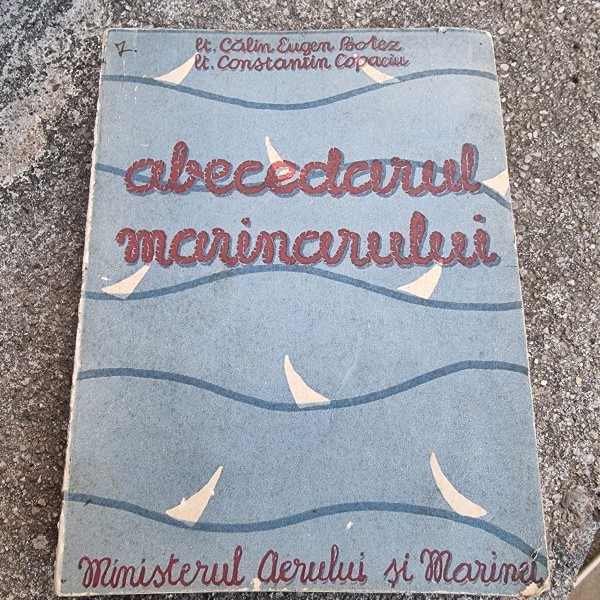 7.
lt. Călin Eugen Botez
lt. Constantin Copaciu
abecedarul
marinarului
Ministerul Aerului și Marinei